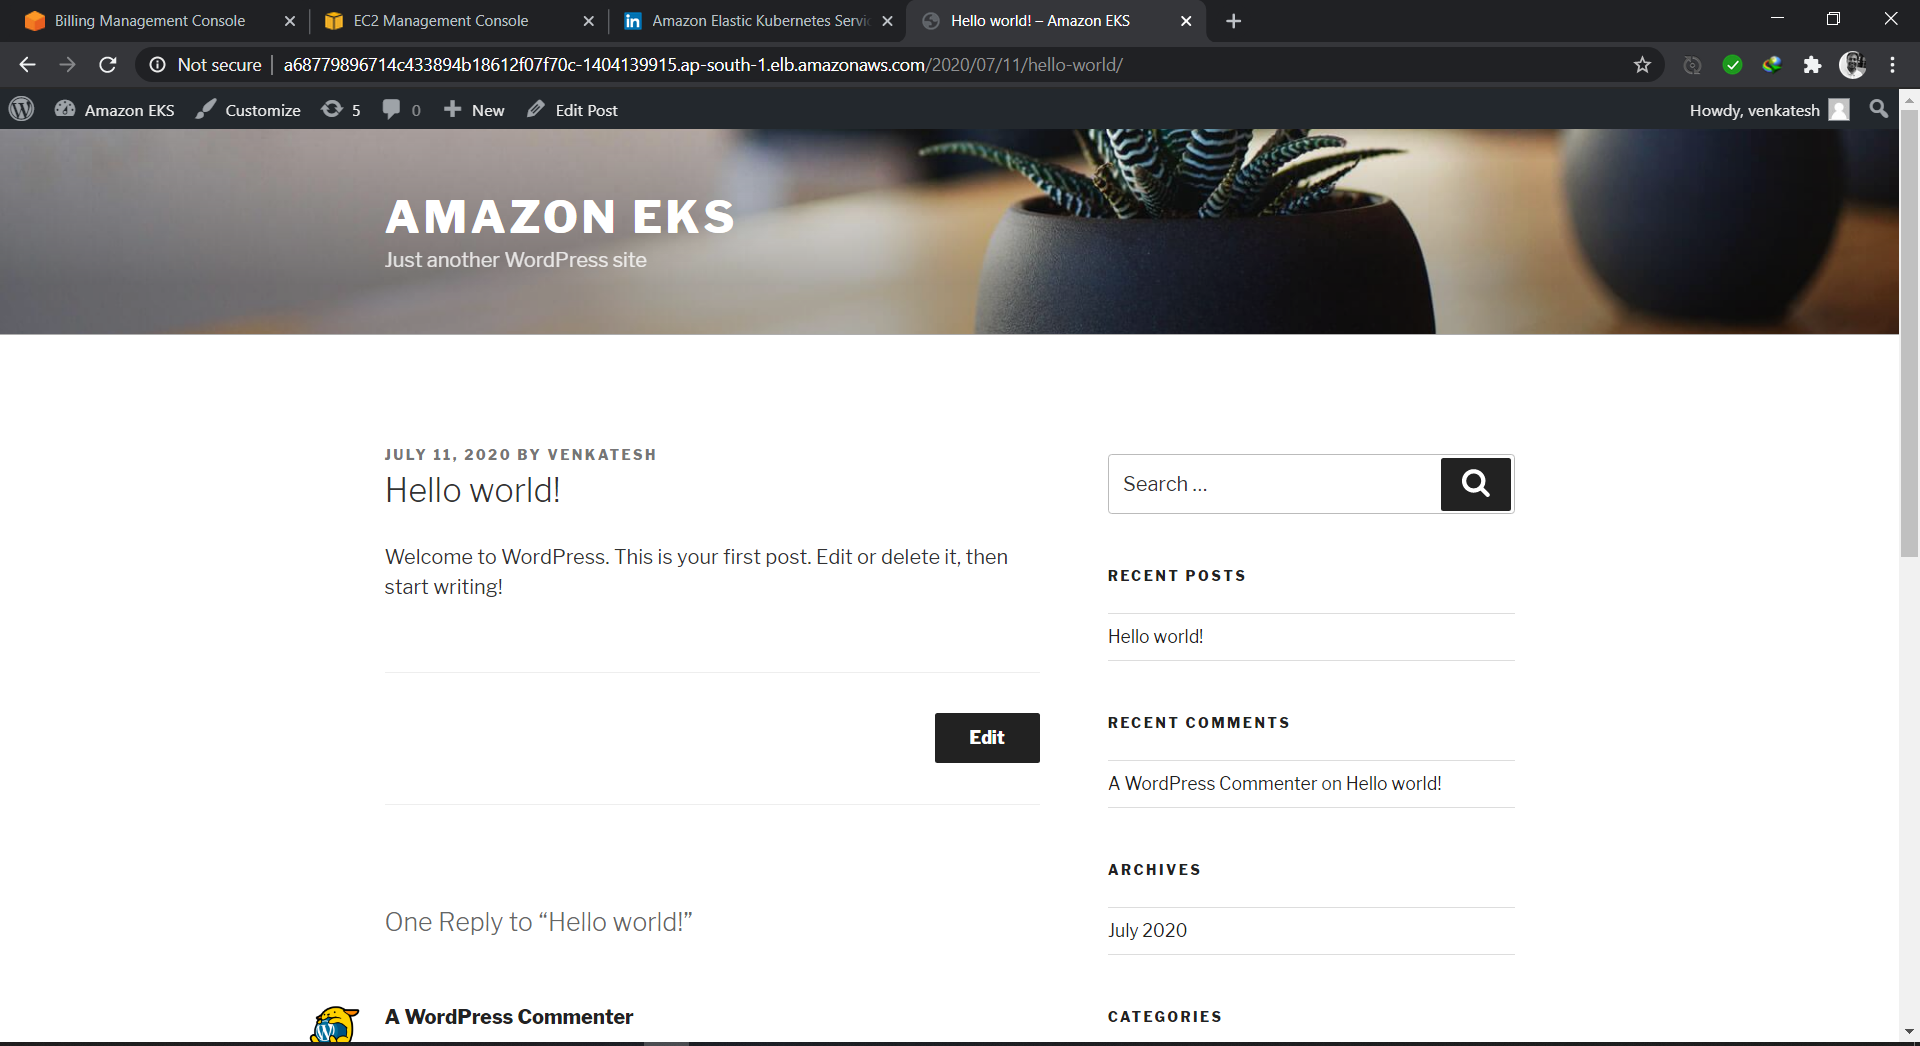 Billing Management Console
EC2 Management Console
Amazon Elastic Kubernetes Servi
Hello world! – Amazon EKS
Not secure
a68779896714c433894b18612f07f70c-1404139915.ap-south-1.elb.amazonaws.com/2020/07/11/hello-world/
Amazon EKS
Customize
5
0
New
Edit Post
Howdy, venkatesh
AMAZON EKS
Just another WordPress site
JULY 11, 2020 BY VENKATESH
Hello world!
Welcome to WordPress. This is your first post. Edit or delete it, then
start writing!
Edit
One Reply to “Hello world!”
A WordPress Commenter
Search …
RECENT POSTS
Hello world!
RECENT COMMENTS
A WordPress Commenter on Hello world!
ARCHIVES
July 2020
CATEGORIES